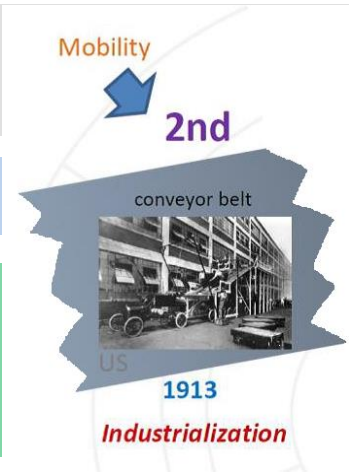 Mobility
2nd
conveyor belt
US
1913
Industrialization